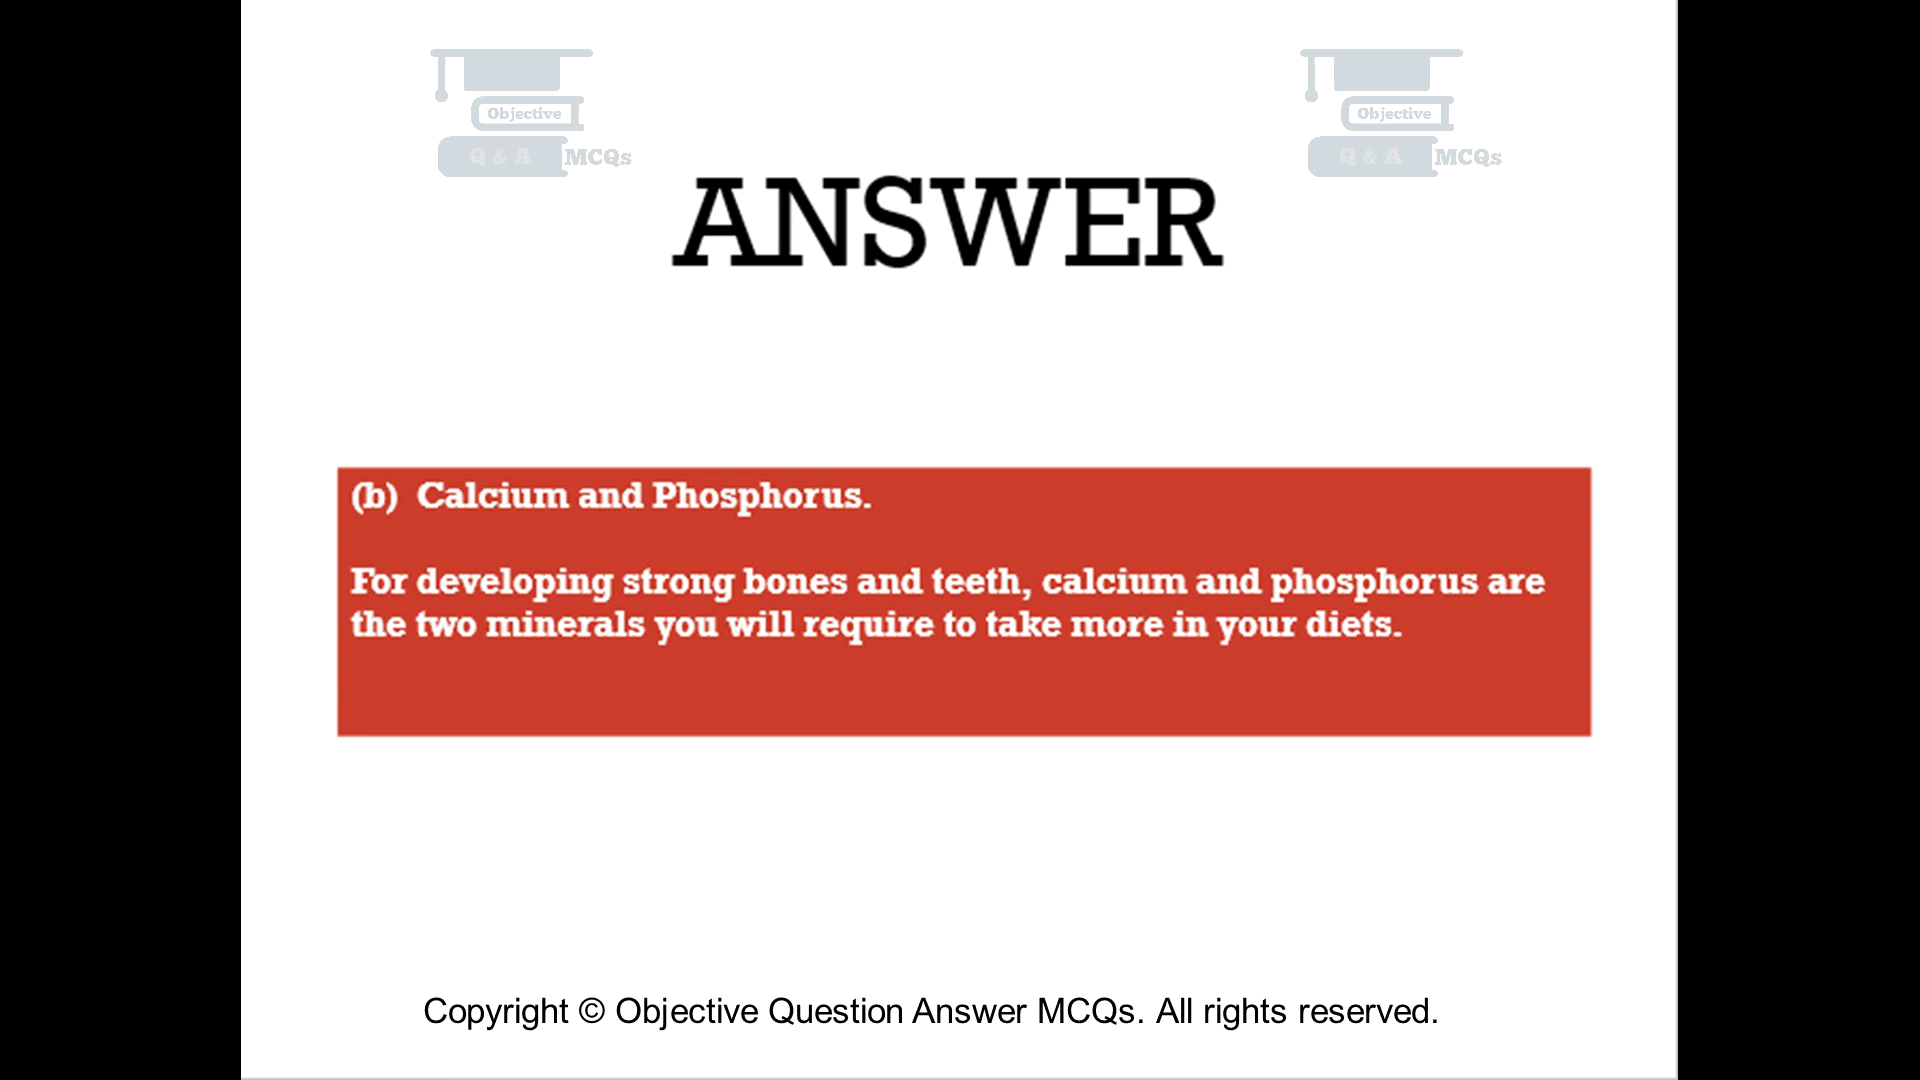 Objective
Q & A MCQs
Objective
Q & A MCQs
ANSWER
(b) Calcium and Phosphorus.
For developing strong bones and teeth, calcium and phosphorus are
the two minerals you will require to take more in your diets.
Copyright © Objective Question Answer MCQs. All rights reserved.